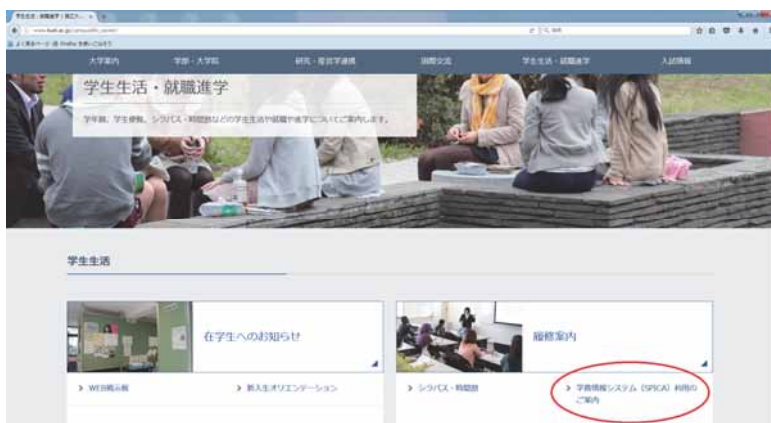 大学案内
学部・大学院
研究・産官学連携
国際交流
学生生活・就職進学
入試情報
学生生活・就職進学
学年暦、学生便覧、シラバス・時間割などの学生生活や就職や進学についてご案内します。
学生生活
在学生へのお知らせ
履修案内
> WEB掲示板
> 新入生オリエンテーション
> シラバス・時間割
> 学務情報システム（SPICA）利用の
ご案内